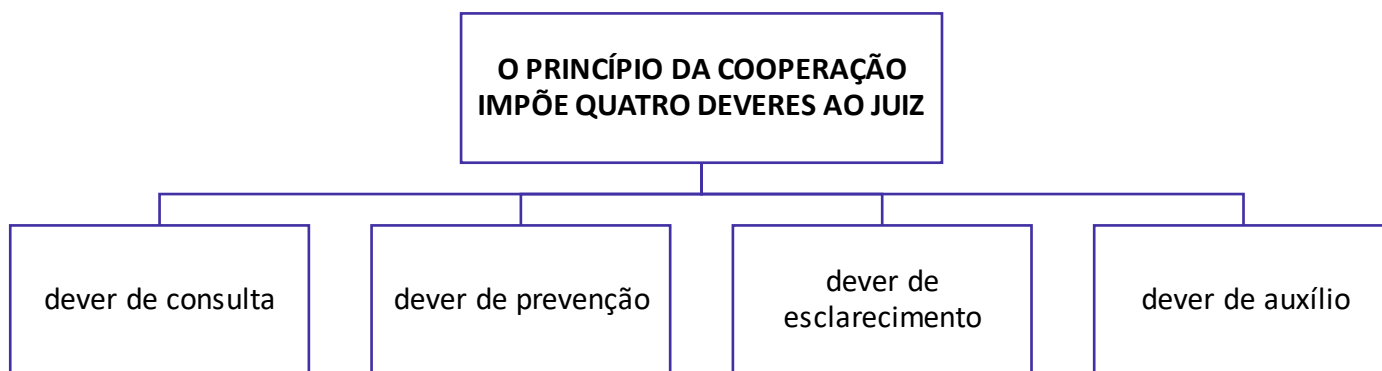 O PRINCÍPIO DA COOPERAÇÃO
IMPÕE QUATRO DEVERES AO JUIZ
dever de consulta
dever de prevenção
dever de
esclarecimento
dever de auxílio